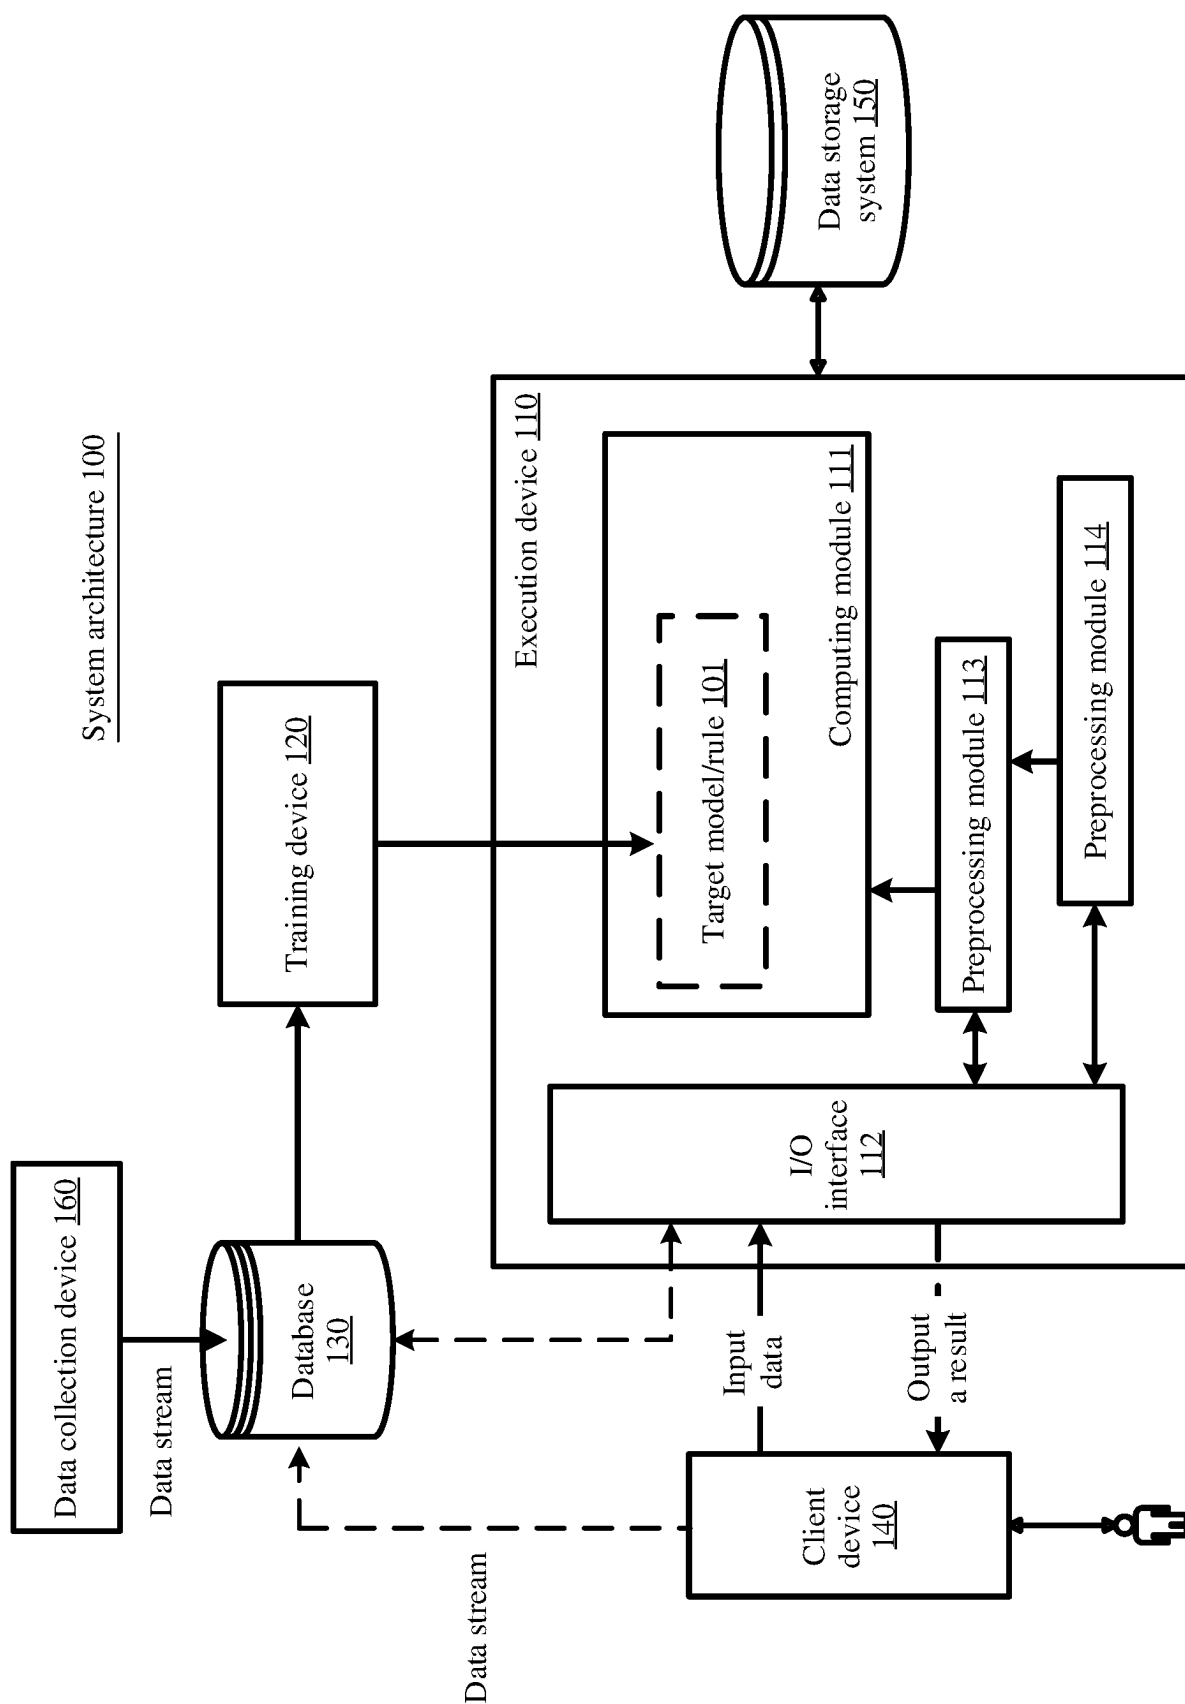 System architecture 100
Data collection device 160
Data stream
Database
130
Training device 120
Data stream
Execution device 110
Target model/rule 101
Computing module 111
Data storage
system 150
Client
device
140
Input
data
Output
a result
I/O
interface
112
Preprocessing module 113
Preprocessing module 114